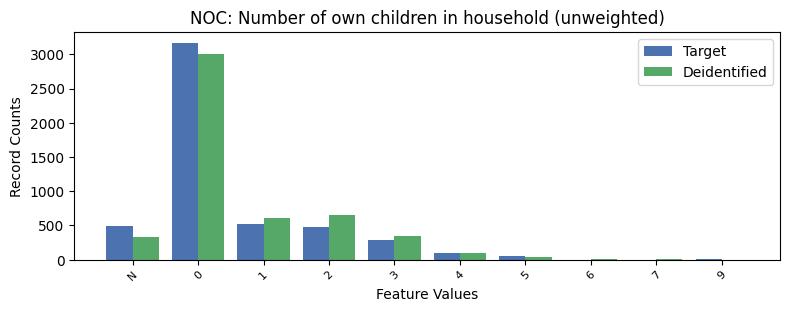 NOC: Number of own children in household (unweighted)
Target
Deidentified
Record Counts
3000
2500
2000
1500
1000
500
0
N 0 1 2 3 4 5 6 7 9
Feature Values